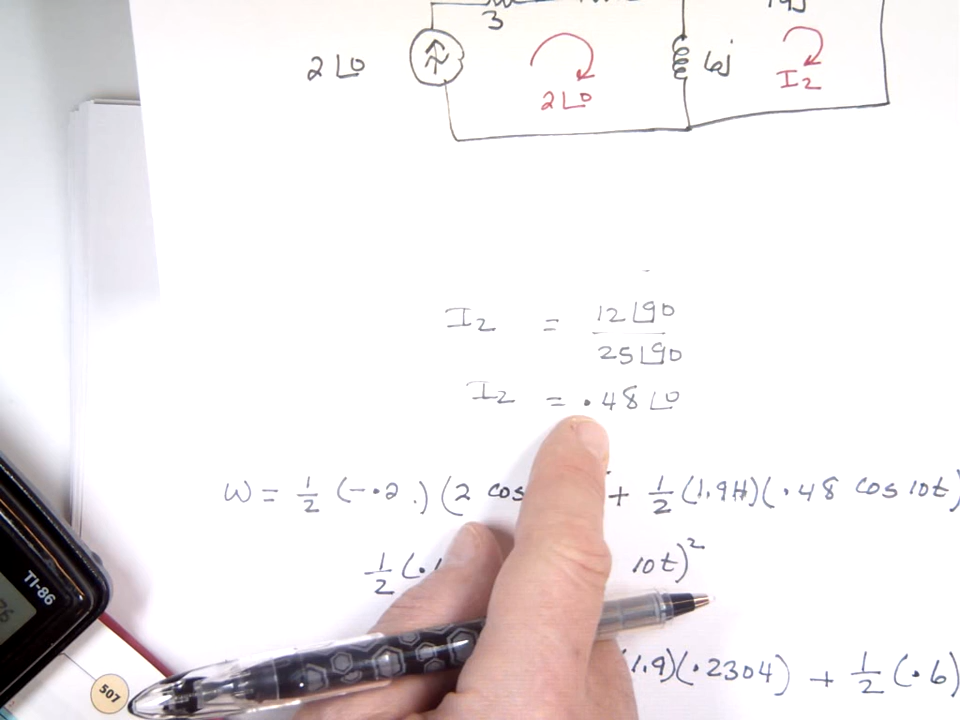 3
2∠0 2∠0 6j I2
I2 = 12∠90
25∠90
I2 = .48∠0
W = 1/2 (-.2.)(2 cos + 1/2 (1.9H)(.48 cos 10t)
1/2 (. 10t)²
1.9)(.2304) + 1/2 (.6)
TI-86
507